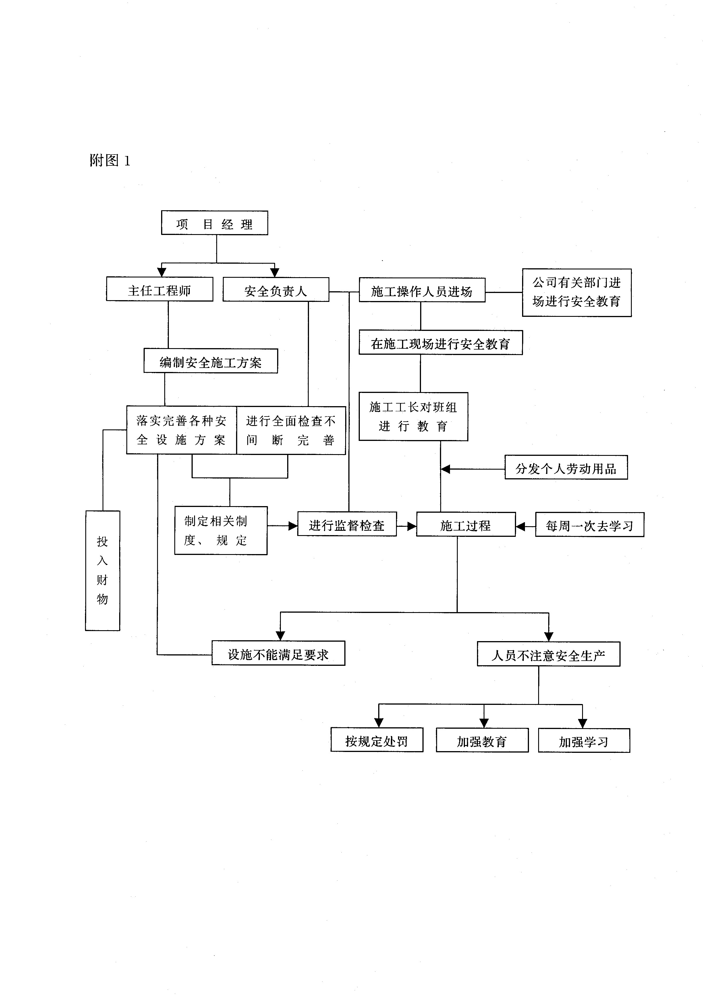 附图 1
项 目 经 理
主任工程师
安全负责人
施工操作人员进场
公司有关部门进
场进行安全教育
在施工现场进行安全教育
编制安全施工方案
施工工长对班组
进 行 教 育
落实完善各种安
全 设 施 方 案
进行全面检查不
间 断 完 善
分发个人劳动用品
制定相关制
度、 规 定
进行监督检查
施工过程
每周一次去学习
投
入
财
物
设施不能满足要求
人员不注意安全生产
按规定处罚
加强教育
加强学习